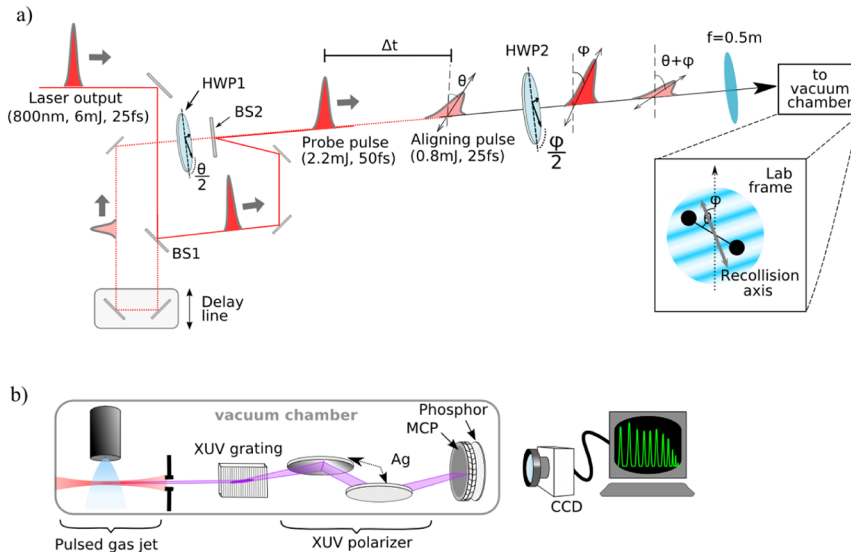 a)
Laser output
(800nm, 6mJ, 25fs)
HWP1
θ/2
BS2
BS1
Delay
line
Δt
Probe pulse
(2.2mJ, 50fs)
θ
Aligning pulse
(0.8mJ, 25fs)
HWP2
φ/2
φ
θ+φ
f=0.5m
to
vacuum
chamber
Lab
frame
φ
θ
Recollision
axis
b)
vacuum chamber
XUV grating
Ag
MCP
Phosphor
CCD
Pulsed gas jet
XUV polarizer